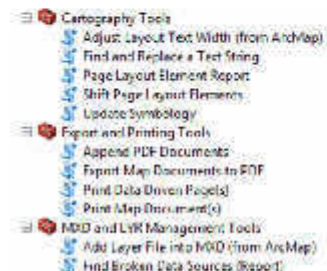 Cartography Tools
Adjust Layout Text Width (from ArcMap)
Find and Replace a Text String
Page Layout Element Report
Shift Page Layout Elements
Update Symbology
Export and Printing Tools
Append PDF Documents
Export Map Documents to PDF
Print Data Driven Page(s)
Print Map Document(s)
MXD and LYR Management Tools
Add Layer File into MXD (from ArcMap)
Find Broken Data Sources (Report)